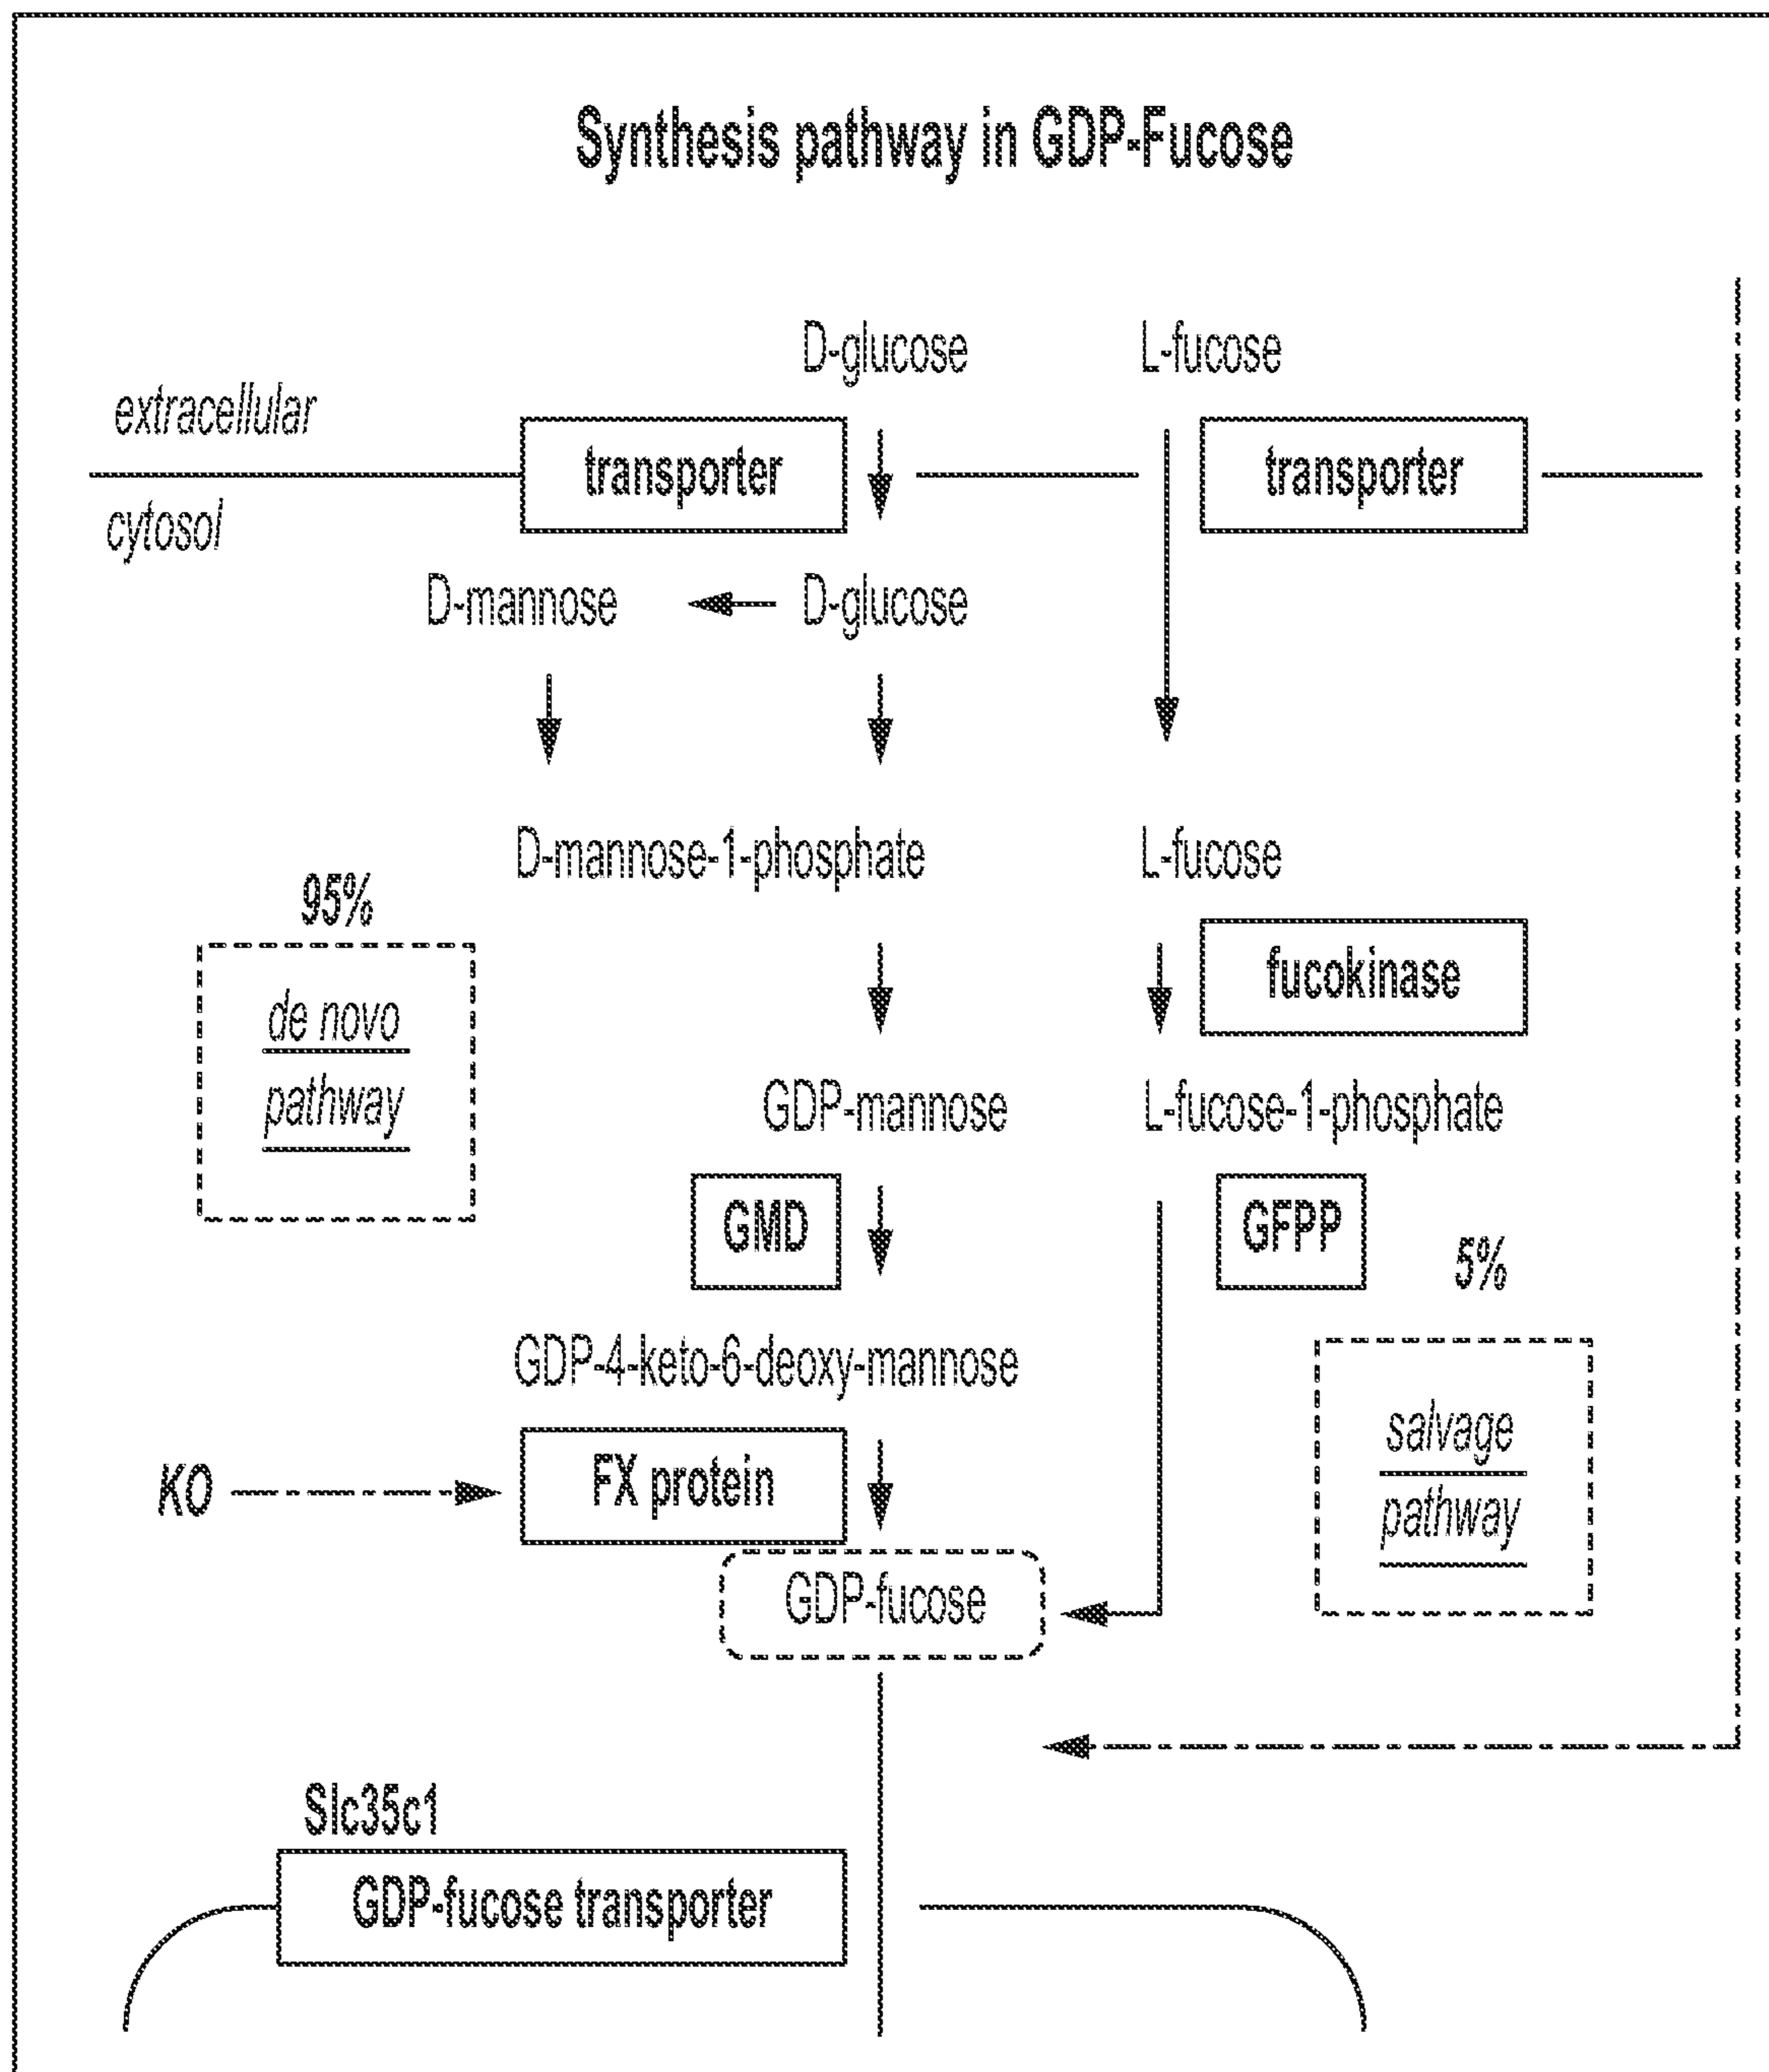 Synthesis pathway in GDP-Fucose
D-glucose
L-fucose
extracellular
transporter
transporter
cytosol
D-mannose
D-glucose
D-mannose-1-phosphate
L-fucose
95%
de novo
pathway
fucokinase
GDP-mannose
L-fucose-1-phosphate
GMD
GFPP
5%
GDP-4-keto-6-deoxy-mannose
salvage
pathway
KO
FX protein
GDP-fucose
Slc35c1
GDP-fucose transporter